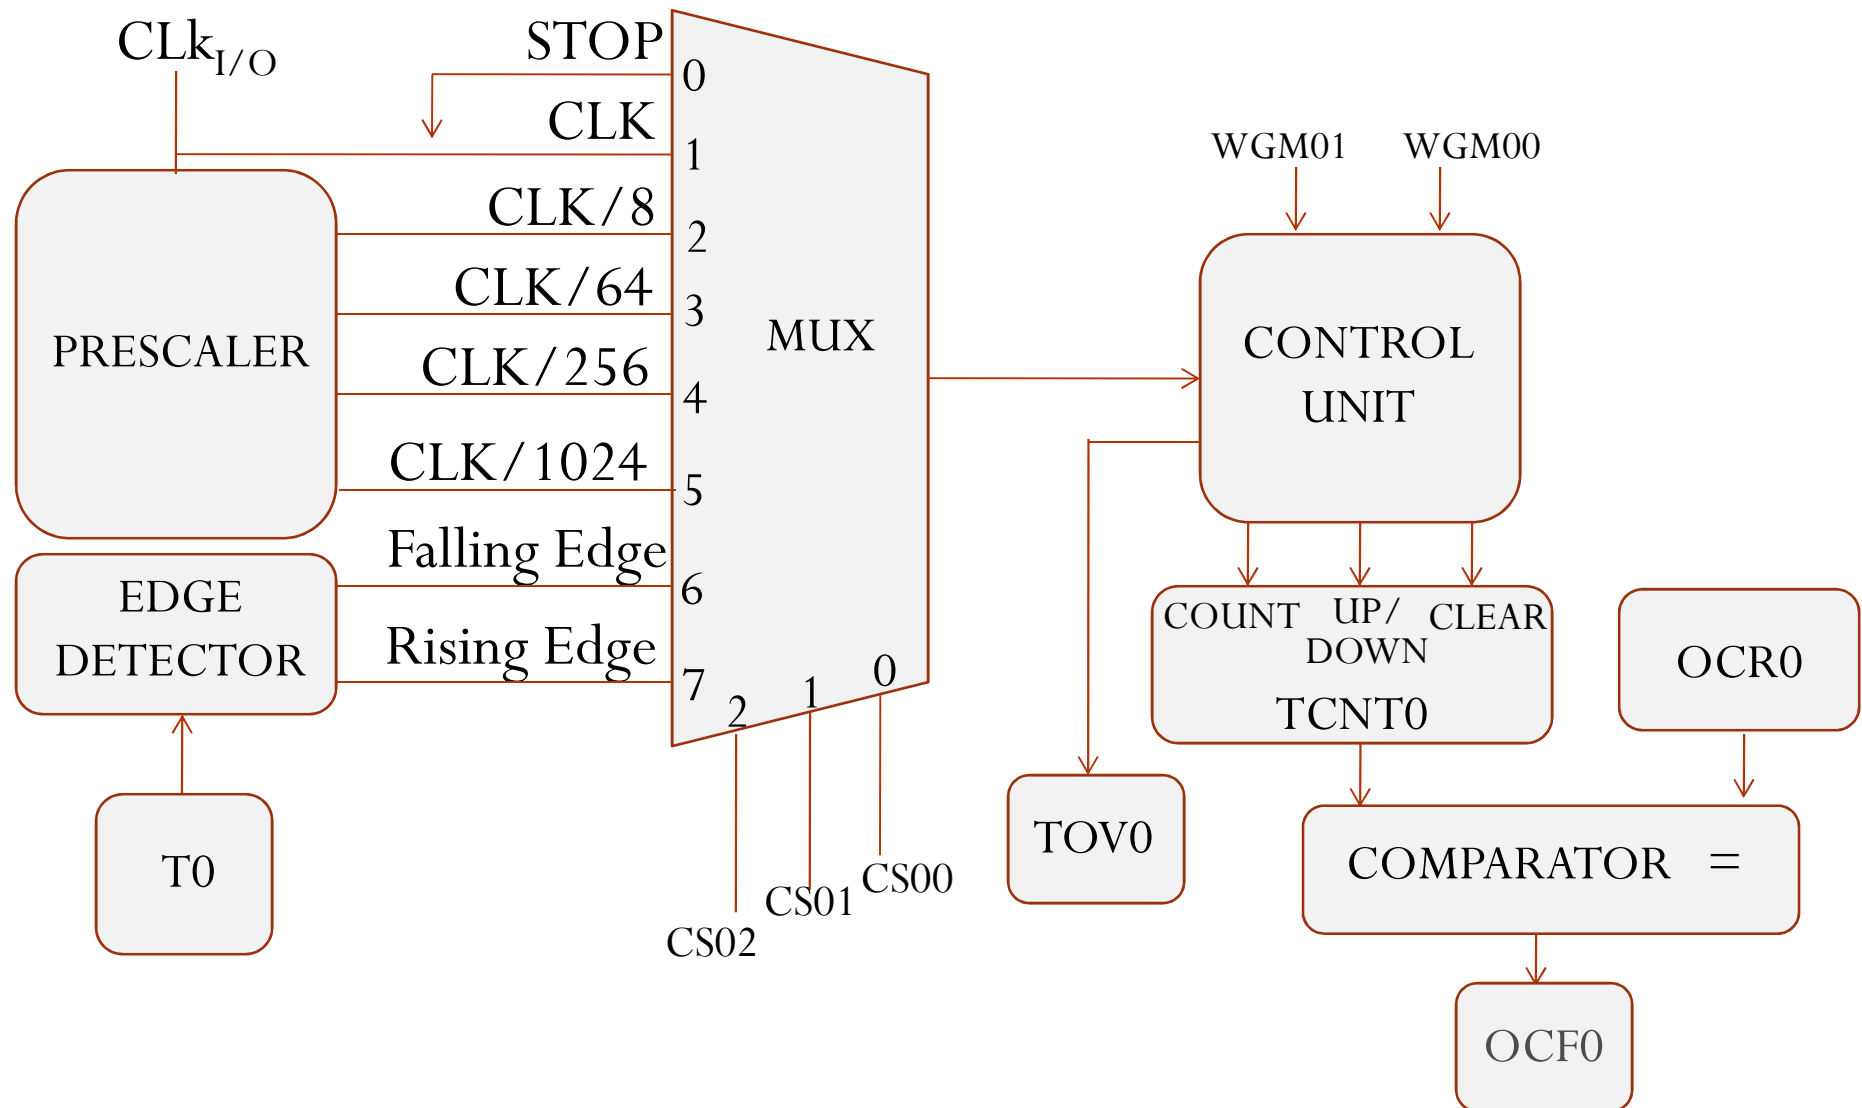 CLkI/O
STOP
0
CLK
1
CLK/8
2
CLK/64
3
CLK/256
4
CLK/1024
5
Falling Edge
6
Rising Edge
7
2
1
0
MUX
PRESCALER
EDGE
DETECTOR
T0
CS02
CS01
CS00
WGM01 WGM00
CONTROL
UNIT
COUNT UP/ CLEAR
DOWN
TCNT0
OCR0
TOV0
COMPARATOR =
OCF0